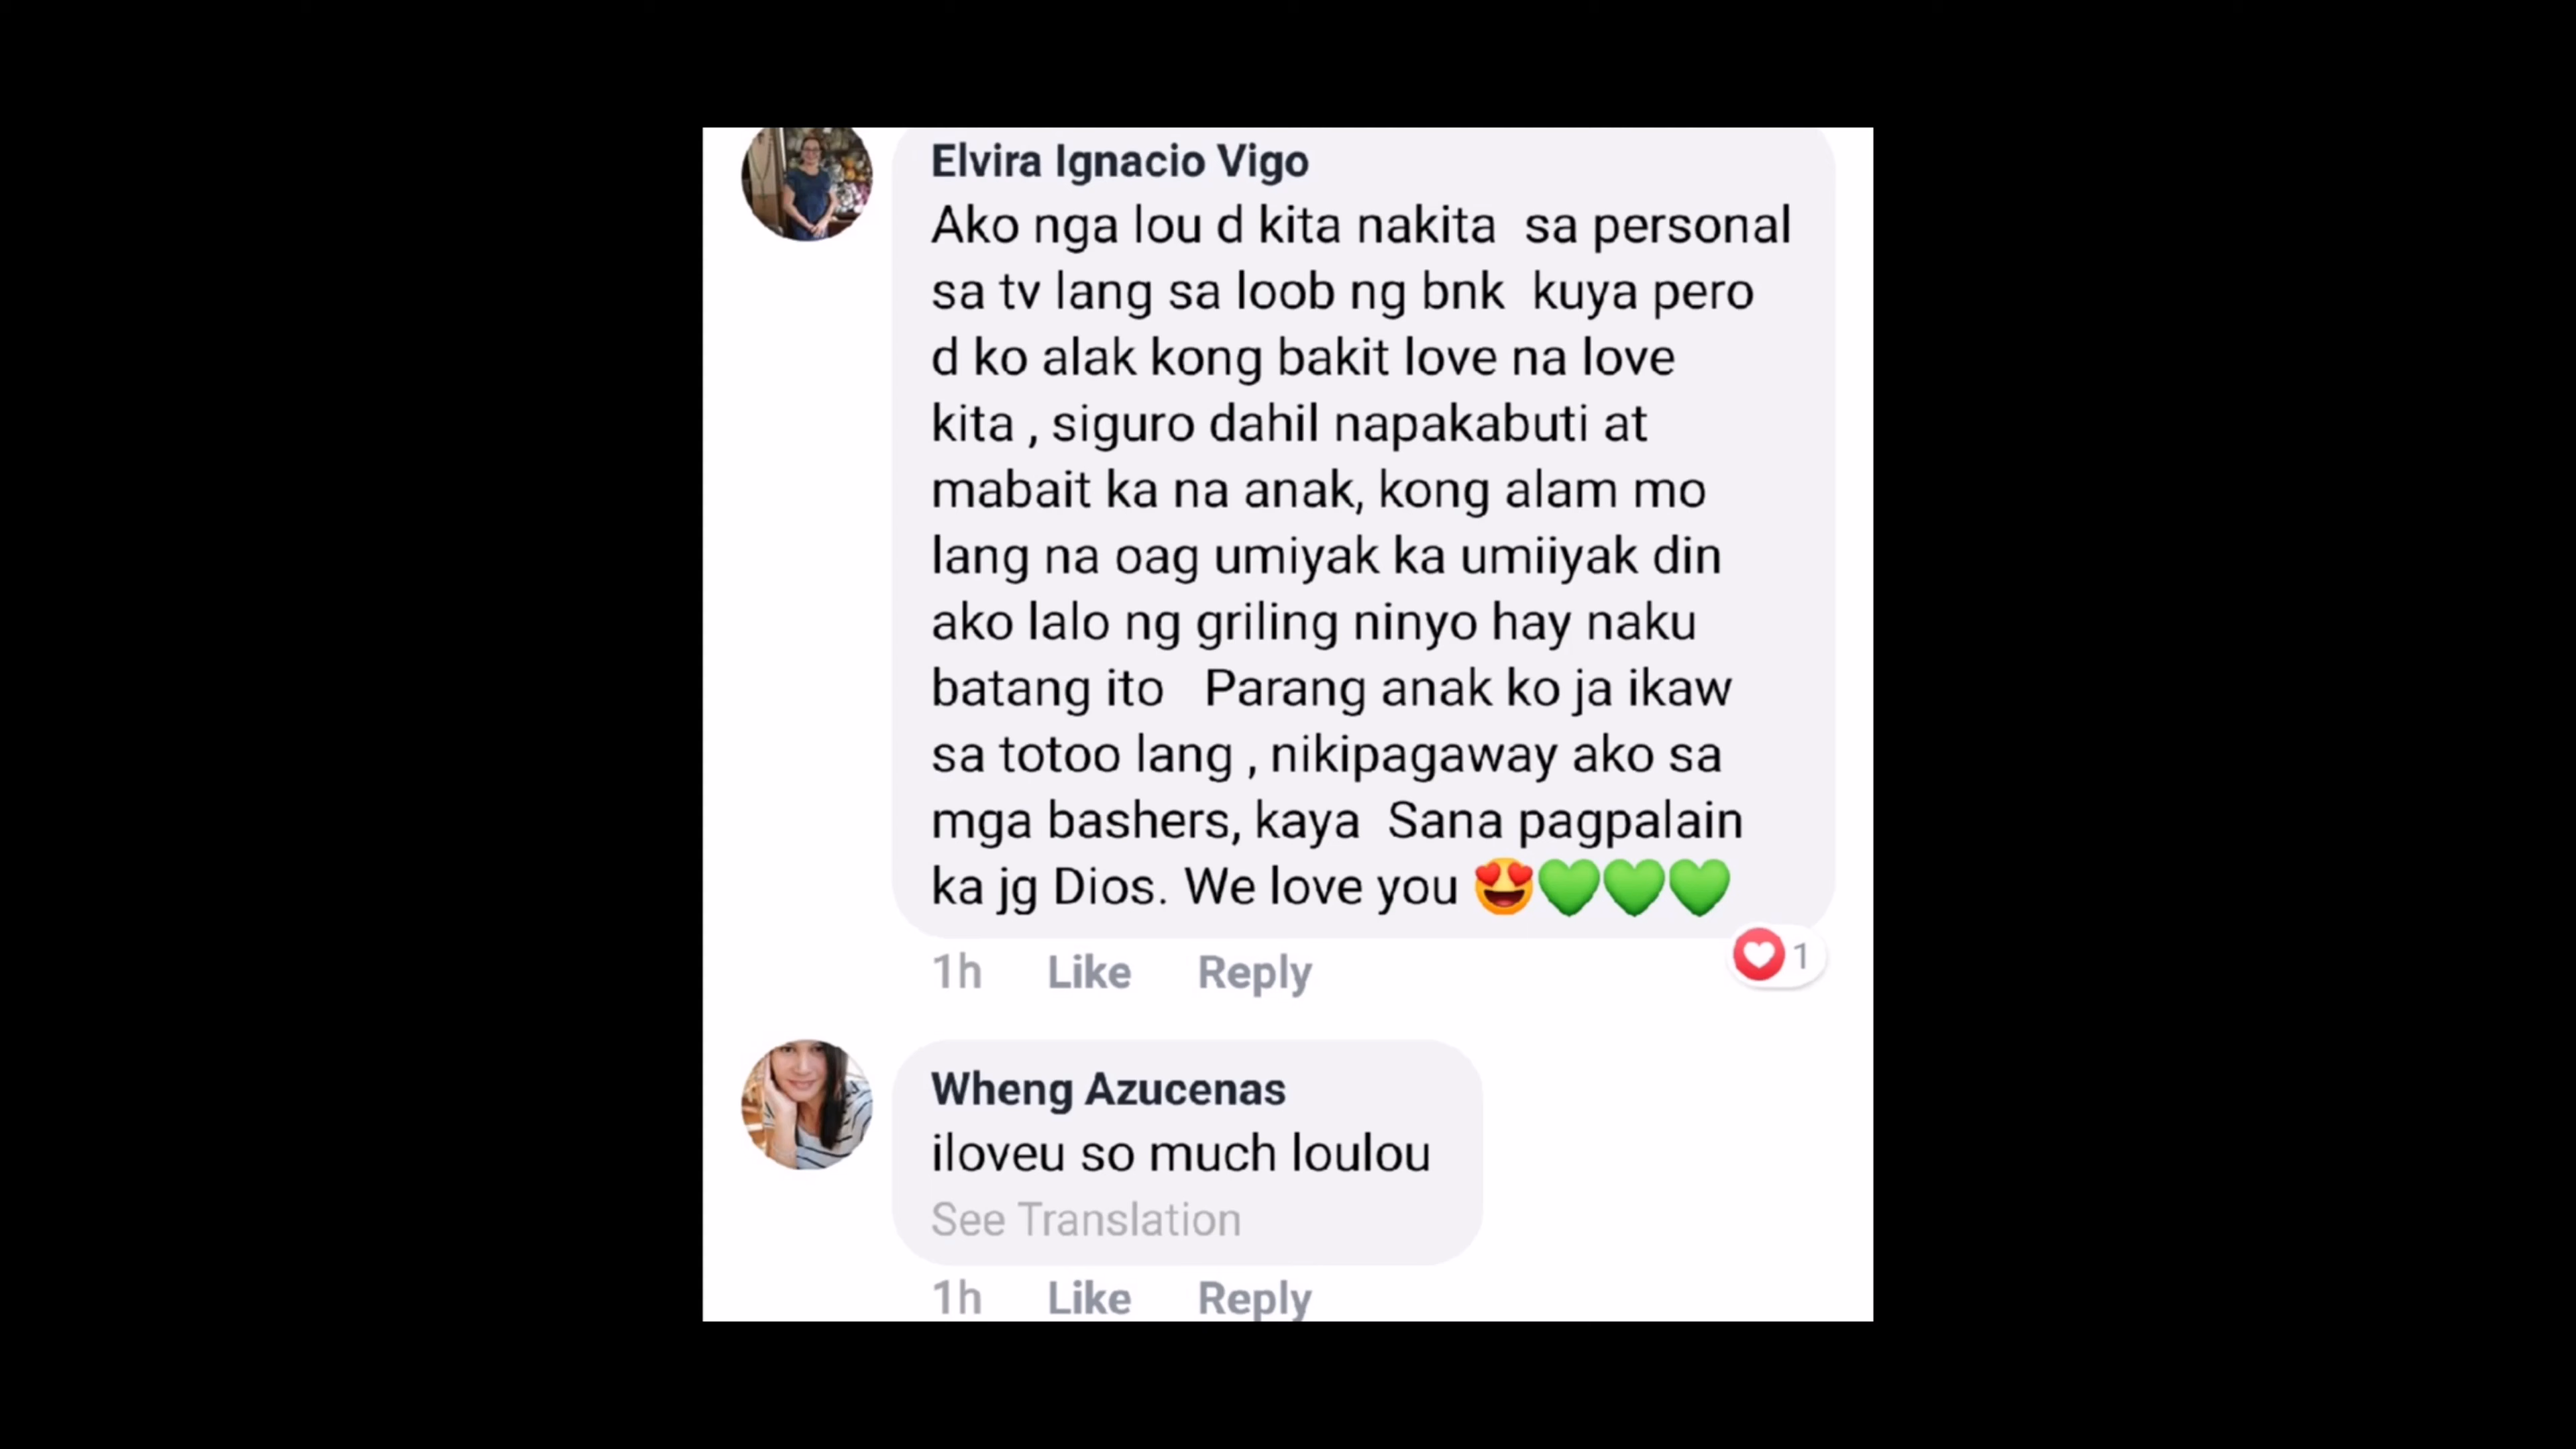 Elvira Ignacio Vigo
Ako nga lou d kita nakita  sa personal
sa tv lang sa loob ng bnk  kuya pero
d ko alak kong bakit love na love
kita , siguro dahil napakabuti at
mabait ka na anak, kong alam mo
lang na oag umiyak ka umiiyak din
ako lalo ng griling ninyo hay naku
batang ito   Parang anak ko ja ikaw
sa totoo lang , nikipagaway ako sa
mga bashers, kaya  Sana pagpalain
ka jg Dios. We love you 😍💚💚💚
1h Like Reply 1
Wheng Azucenas
iloveu so much loulou
See Translation
1h Like Reply